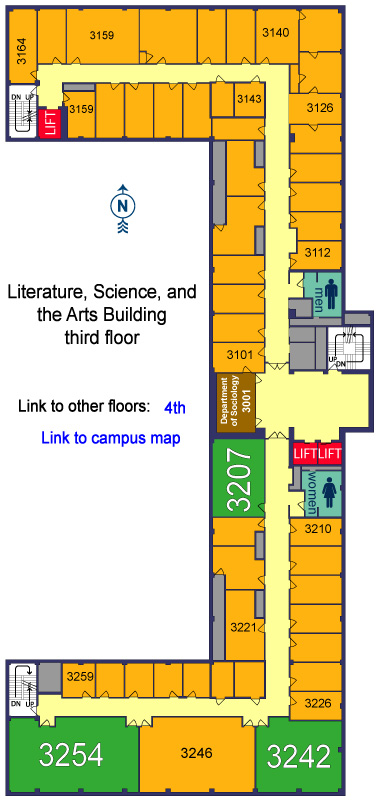 3164
3159
3140
DN UP
LIFT
3159
3143
3126
N
3112
men
Literature, Science, and
the Arts Building
third floor
3101
UP
DN
Department
of Sociology
3001
Link to other floors: 4th
Link to campus map
LIFT LIFT
3207
women
3210
3221
3259
DN UP
3226
3254
3246
3242